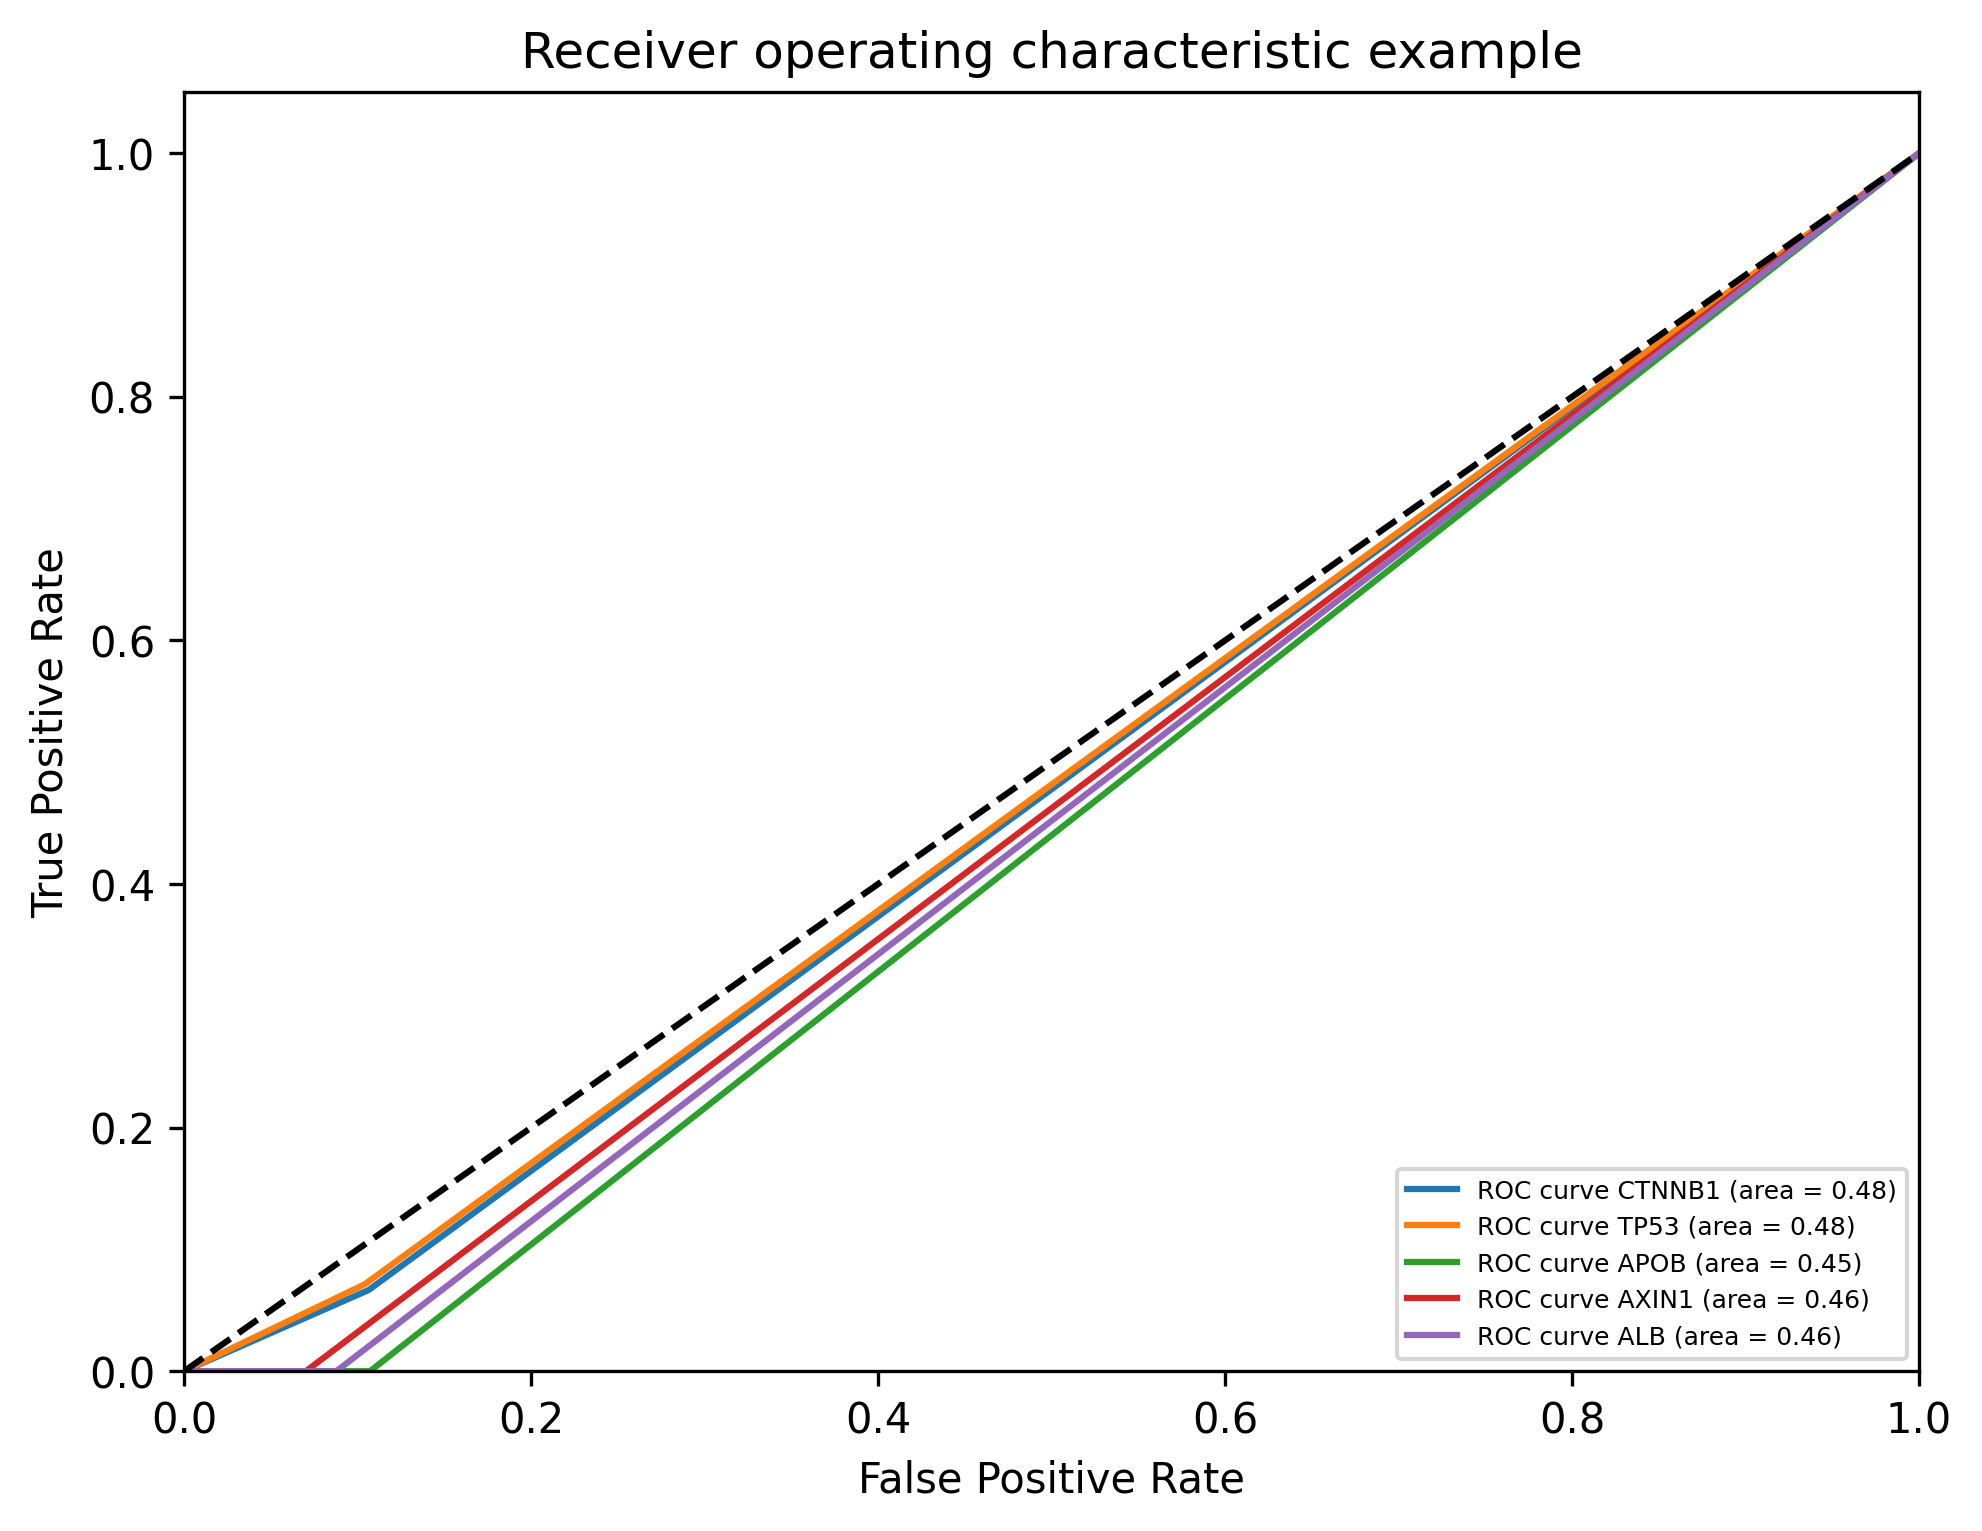 Receiver operating characteristic example
True Positive Rate
1.0
0.8
0.6
0.4
0.2
0.0
ROC curve CTNNB1 (area = 0.48)
ROC curve TP53 (area = 0.48)
ROC curve APOB (area = 0.45)
ROC curve AXIN1 (area = 0.46)
ROC curve ALB (area = 0.46)
0.0 0.2 0.4 0.6 0.8 1.0
False Positive Rate